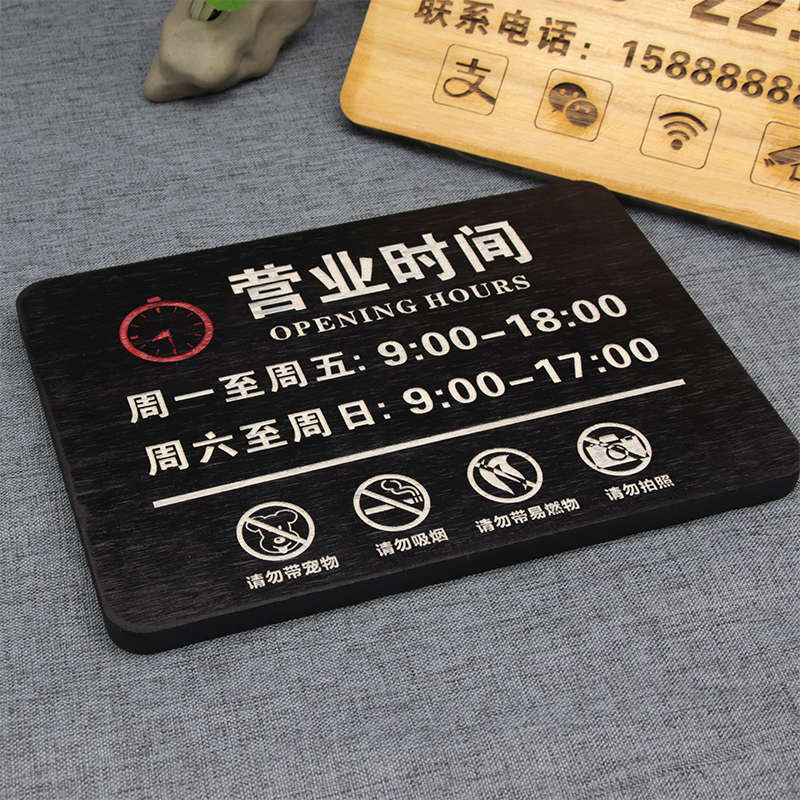 联系电话：15888888
营业时间
OPENING HOURS
周一至周五: 9:00-18:00
周六至周日: 9:00-17:00
请勿带宠物 请勿吸烟 请勿带易燃物 请勿拍照